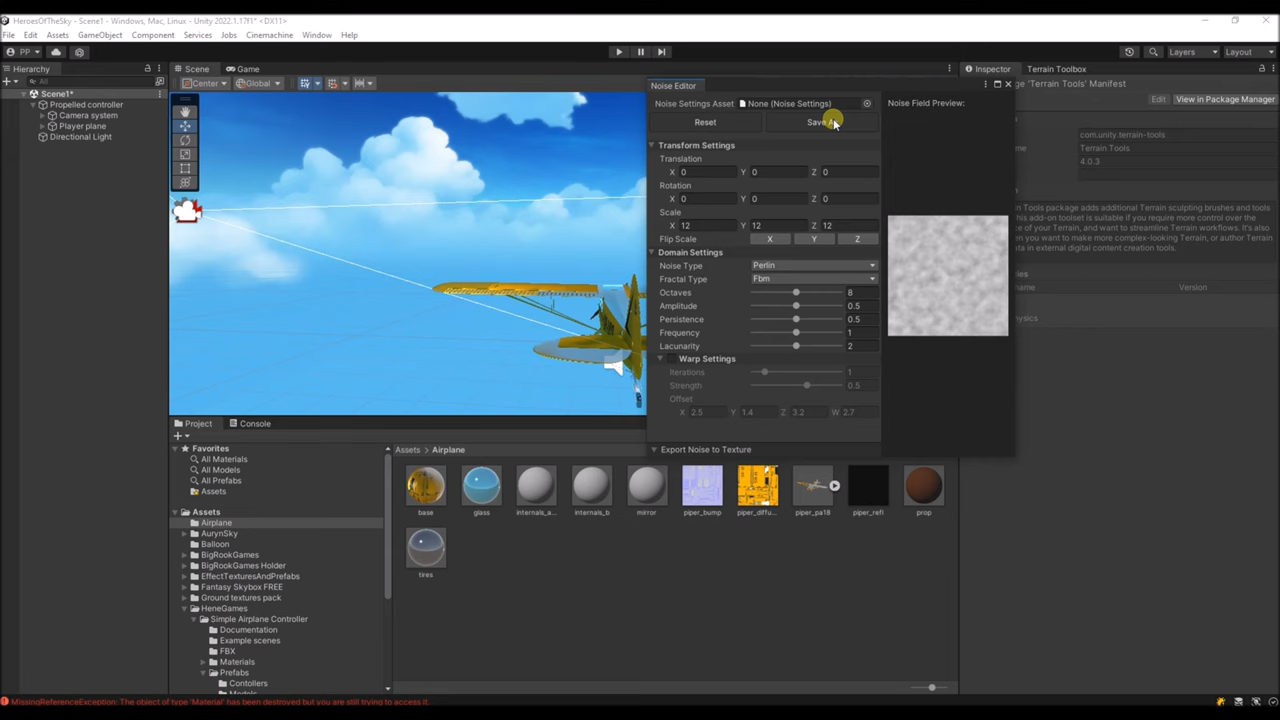 HeroesOfTheSky - Scene1 - Windows, Mac, Linux - Unity 2022.1.17f1* <DX11>
File Edit Assets GameObject Component Services Jobs Cinemachine Window Help
PP Layers Layout
Hierarchy
All
Scene1*
Propelled controller
Camera system
Player plane
Directional Light
Scene Game
Center Global
Noise Editor
Noise Settings Asset None (Noise Settings)
Reset Save
Transform Settings
Translation
X 0 Y 0 Z 0
Rotation
X 0 Y 0 Z 0
Scale
X 12 Y 12 Z 12
Flip Scale X Y Z
Domain Settings
Noise Type Perlin
Fractal Type Fbm
Octaves 8
Amplitude 0.5
Persistence 0.5
Frequency 1
Lacunarity 2
Warp Settings
Iterations 1
Strength 0.5
Offset
X 2.5 Y 1.4 Z 3.2 W 2.7
Export Noise to Texture
Noise Field Preview:
Inspector Terrain Toolbox
'Terrain Tools' Manifest
Edit View in Package Manager
com.unity.terrain-tools
Terrain Tools
4.0.3
Tools package adds additional Terrain sculpting brushes and tools
This add-on toolset is suitable if you require more control over the
of your Terrain, and want to streamline Terrain workflows. It's
en you want to make more complex-looking Terrain, or author Terrain
ata in external digital content creation tools.
Version
Project Console
Favorites
All Materials
All Models
All Prefabs
Assets
Assets
Airplane
AurynSky
Balloon
BigRookGames
BigRookGames Holder
EffectTexturesAndPrefabs
Fantasy Skybox FREE
Ground textures pack
HeneGames
Simple Airplane Controller
Documentation
Example scenes
FBX
Materials
Prefabs
Contollers
Models
Assets > Airplane
base glass internals_a... internals_b mirror piper_bump piper_diffu... piper_pa18 piper_refl prop
tires
MissingReferenceException: The object of type 'Material' has been destroyed but you are still trying to access it.